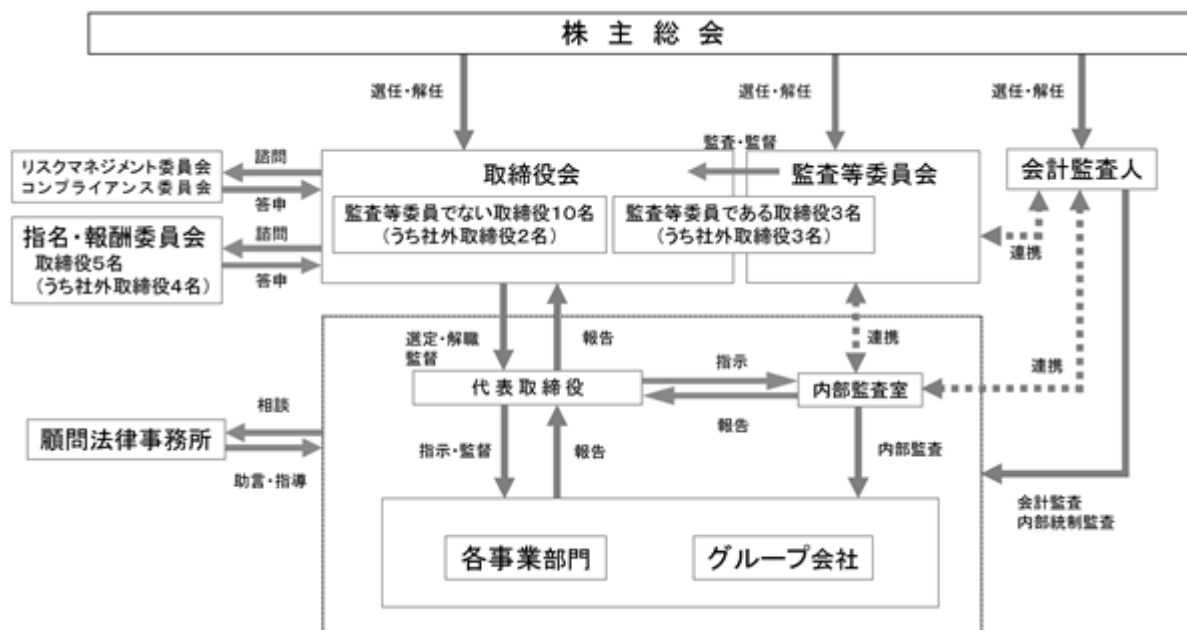 株主総会
選任・解任
選任・解任
選任・解任
監査・監督
リスクマネジメント委員会
コンプライアンス委員会
諮問
答申
取締役会
監査等委員でない取締役10名
(うち社外取締役2名)
監査等委員会
監査等委員である取締役3名
(うち社外取締役3名)
会計監査人
指名・報酬委員会
取締役5名
(うち社外取締役4名)
諮問
答申
連携
選定・解職
監督
報告
連携
連携
代表取締役
指示
報告
内部監査室
顧問法律事務所
相談
助言・指導
指示・監督
報告
内部監査
会計監査
内部統制監査
各事業部門
グループ会社